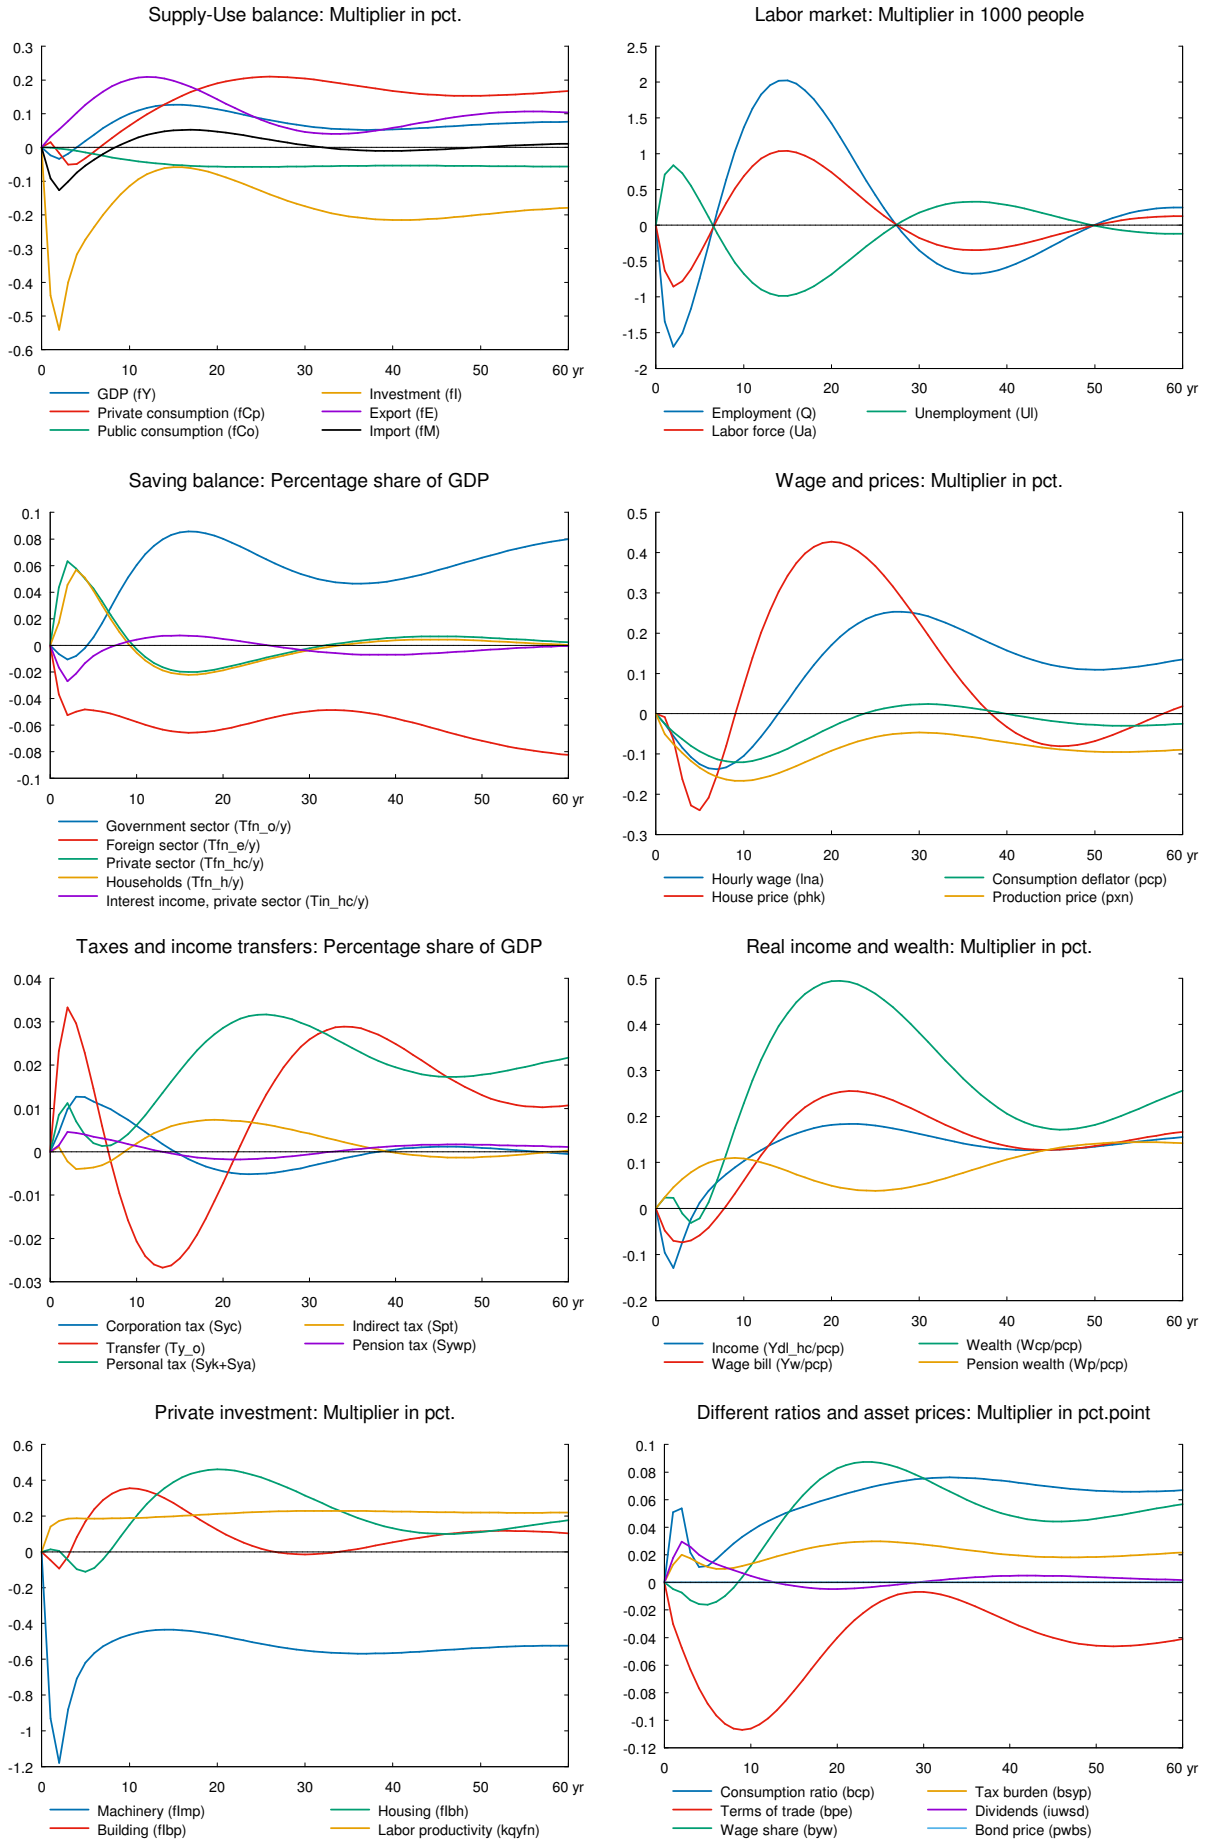 Supply-Use balance: Multiplier in pct.
0.3
0.2
0.1
0
-0.1
-0.2
-0.3
-0.4
-0.5
-0.6
0 10 20 30 40 50 60 yr
GDP (fY) Investment (fI)
Private consumption (fCp) Export (fE)
Public consumption (fCo) Import (fM)
Labor market: Multiplier in 1000 people
2.5
2
1.5
1
0.5
0
-0.5
-1
-1.5
-2
0 10 20 30 40 50 60 yr
Employment (Q) Unemployment (Ul)
Labor force (Ua)
Saving balance: Percentage share of GDP
0.1
0.08
0.06
0.04
0.02
0
-0.02
-0.04
-0.06
-0.08
-0.1
0 10 20 30 40 50 60 yr
Government sector (Tfn_o/y)
Foreign sector (Tfn_e/y)
Private sector (Tfn_hc/y)
Households (Tfn_h/y)
Interest income, private sector (Tin_hc/y)
Wage and prices: Multiplier in pct.
0.5
0.4
0.3
0.2
0.1
0
-0.1
-0.2
-0.3
0 10 20 30 40 50 60 yr
Hourly wage (lna) Consumption deflator (pcp)
House price (phk) Production price (pxn)
Taxes and income transfers: Percentage share of GDP
0.04
0.03
0.02
0.01
0
-0.01
-0.02
-0.03
0 10 20 30 40 50 60 yr
Corporation tax (Syc) Indirect tax (Spt)
Transfer (Ty_o) Pension tax (Sywp)
Personal tax (Syk+Sya)
Real income and wealth: Multiplier in pct.
0.5
0.4
0.3
0.2
0.1
0
-0.1
-0.2
0 10 20 30 40 50 60 yr
Income (Ydl_hc/pcp) Wealth (Wcp/pcp)
Wage bill (Yw/pcp) Pension wealth (Wp/pcp)
Private investment: Multiplier in pct.
0.6
0.4
0.2
0
-0.2
-0.4
-0.6
-0.8
-1
-1.2
0 10 20 30 40 50 60 yr
Machinery (fImp) Housing (fIbh)
Building (fIbp) Labor productivity (kqyfn)
Different ratios and asset prices: Multiplier in pct.point
0.1
0.08
0.06
0.04
0.02
0
-0.02
-0.04
-0.06
-0.08
-0.1
-0.12
0 10 20 30 40 50 60 yr
Consumption ratio (bcp) Tax burden (bsyp)
Terms of trade (bpe) Dividends (iuwsd)
Wage share (byw) Bond price (pwbs)